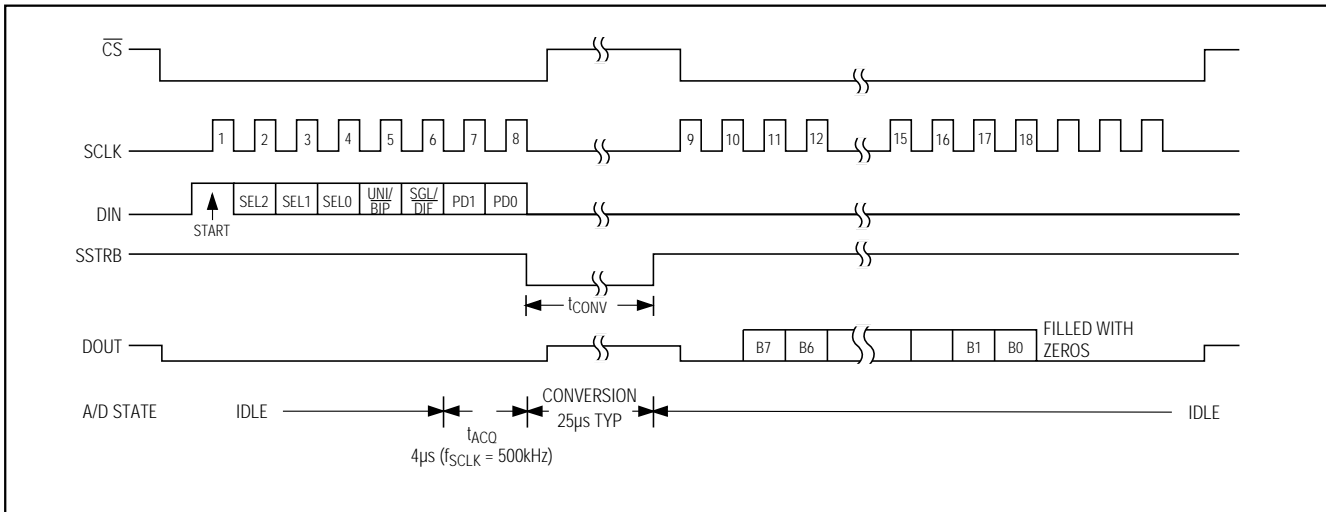 CS
SCLK
1 2 3 4 5 6 7 8 9 10 11 12 15 16 17 18
DIN
SEL2 SEL1 SEL0 UNI/BIP SGL/DIF PD1 PD0
START
SSTRB
tCONV
DOUT
B7 B6 B1 B0
FILLED WITH
ZEROS
A/D STATE
IDLE
tACQ
4µs (fSCLK = 500kHz)
CONVERSION
25µs TYP
IDLE